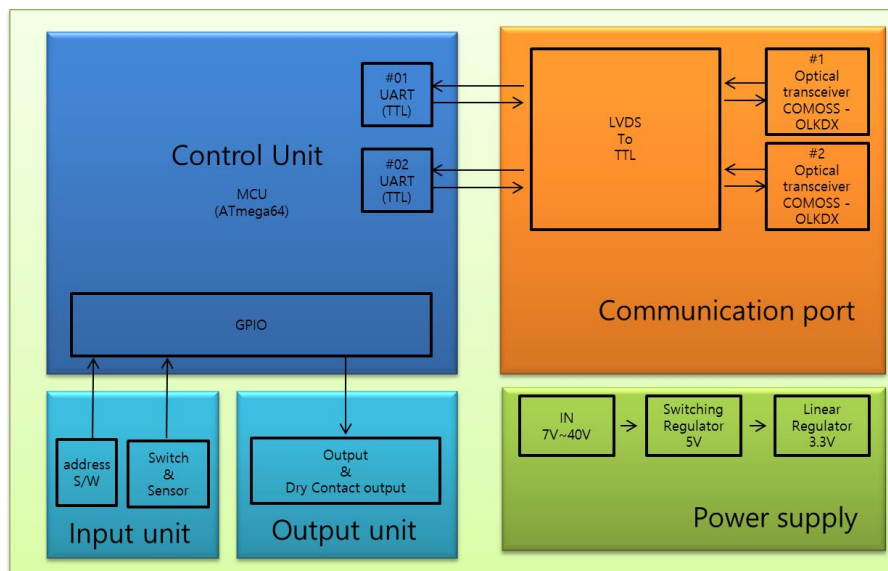 Control Unit
MCU
(ATmega64)
#01
UART
(TTL)
#02
UART
(TTL)
GPIO
LVDS
To
TTL
#1
Optical
transceiver
COMOSS -
OLKDX
#2
Optical
transceiver
COMOSS -
OLKDX
Communication port
address
S/W
Switch
&
Sensor
Input unit
Output
&
Dry Contact output
Output unit
IN
7V~40V
Switching
Regulator
5V
Linear
Regulator
3.3V
Power supply